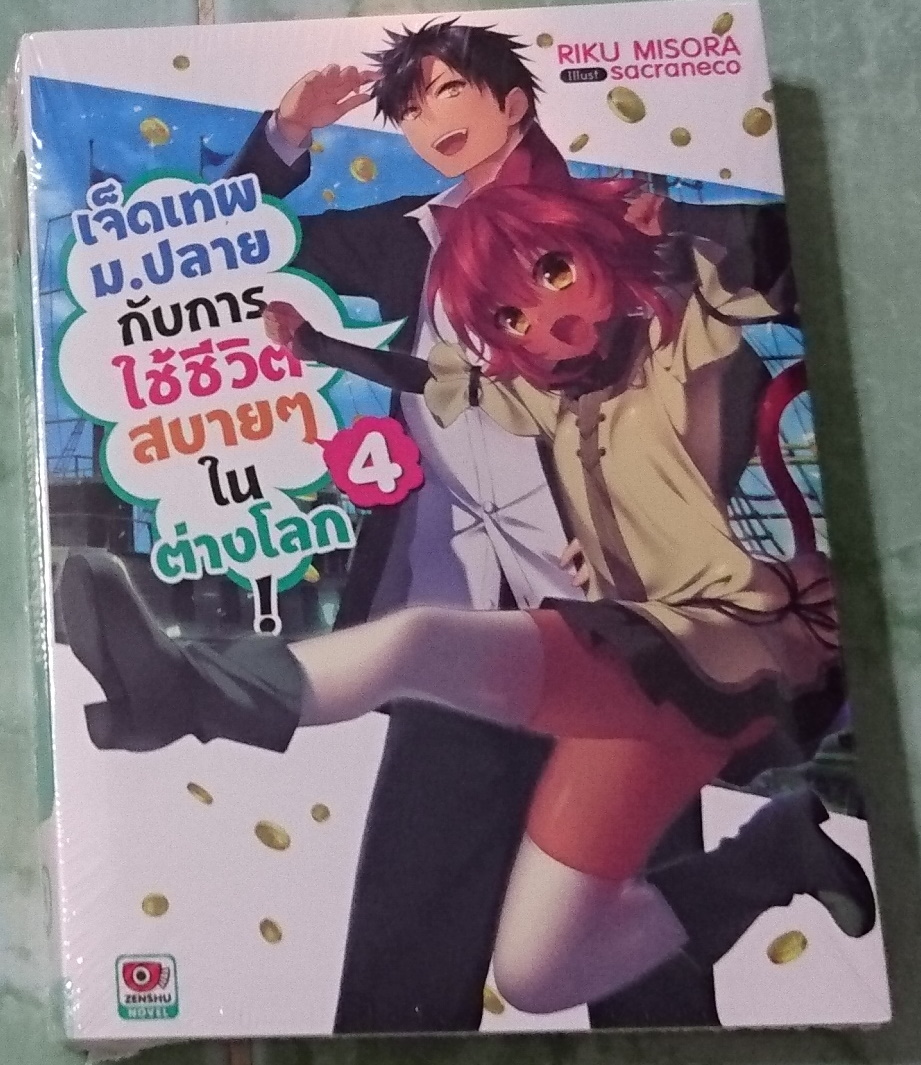 RIKU MISORA
Illust sacraneco
เจ็ดเทพ
ม.ปลาย
กับการ
ใช้ชีวิต
สบายๆ
ใน
ต่างโลก
!
4
ZENSHU
NOVEL